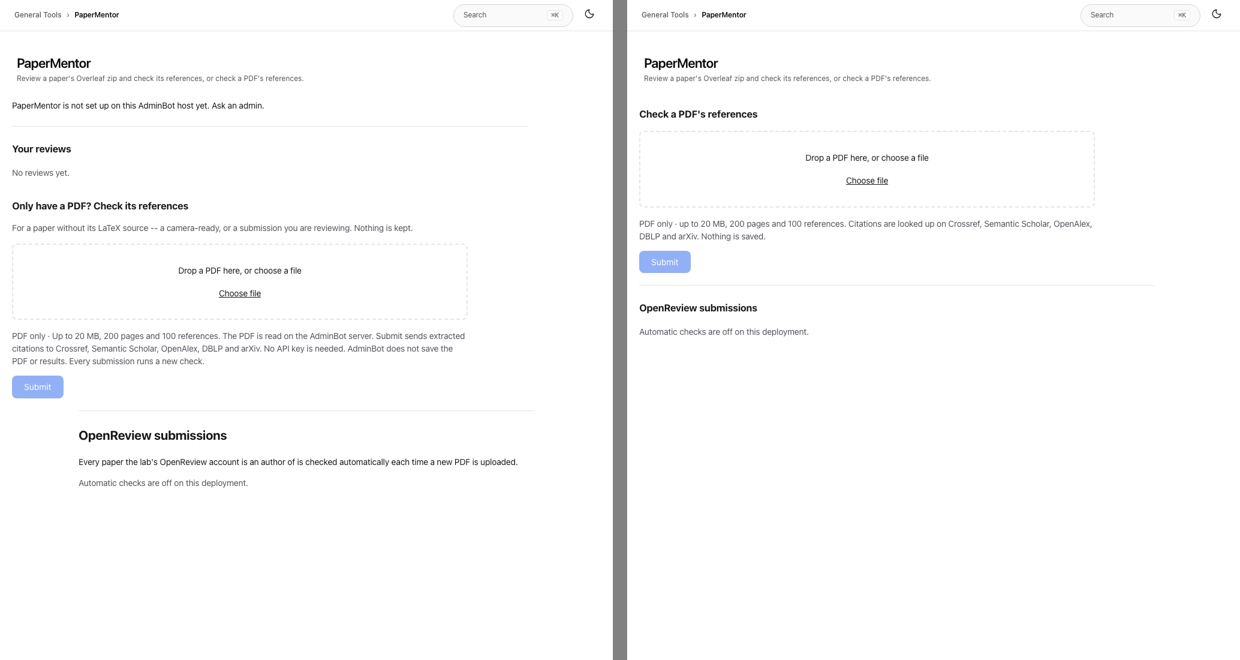 General Tools › PaperMentor
Search ⌘K
PaperMentor
Review a paper's Overleaf zip and check its references, or check a PDF's references.
PaperMentor is not set up on this AdminBot host yet. Ask an admin.
Your reviews
No reviews yet.
Only have a PDF? Check its references
For a paper without its LaTeX source -- a camera-ready, or a submission you are reviewing. Nothing is kept.
Drop a PDF here, or choose a file
Choose file
PDF only · Up to 20 MB, 200 pages and 100 references. The PDF is read on the AdminBot server. Submit sends extracted
citations to Crossref, Semantic Scholar, OpenAlex, DBLP and arXiv. No API key is needed. AdminBot does not save the
PDF or results. Every submission runs a new check.
Submit
OpenReview submissions
Every paper the lab's OpenReview account is an author of is checked automatically each time a new PDF is uploaded.
Automatic checks are off on this deployment.
General Tools › PaperMentor
Search ⌘K
PaperMentor
Review a paper's Overleaf zip and check its references, or check a PDF's references.
Check a PDF's references
Drop a PDF here, or choose a file
Choose file
PDF only · up to 20 MB, 200 pages and 100 references. Citations are looked up on Crossref, Semantic Scholar, OpenAlex,
DBLP and arXiv. Nothing is saved.
Submit
OpenReview submissions
Automatic checks are off on this deployment.